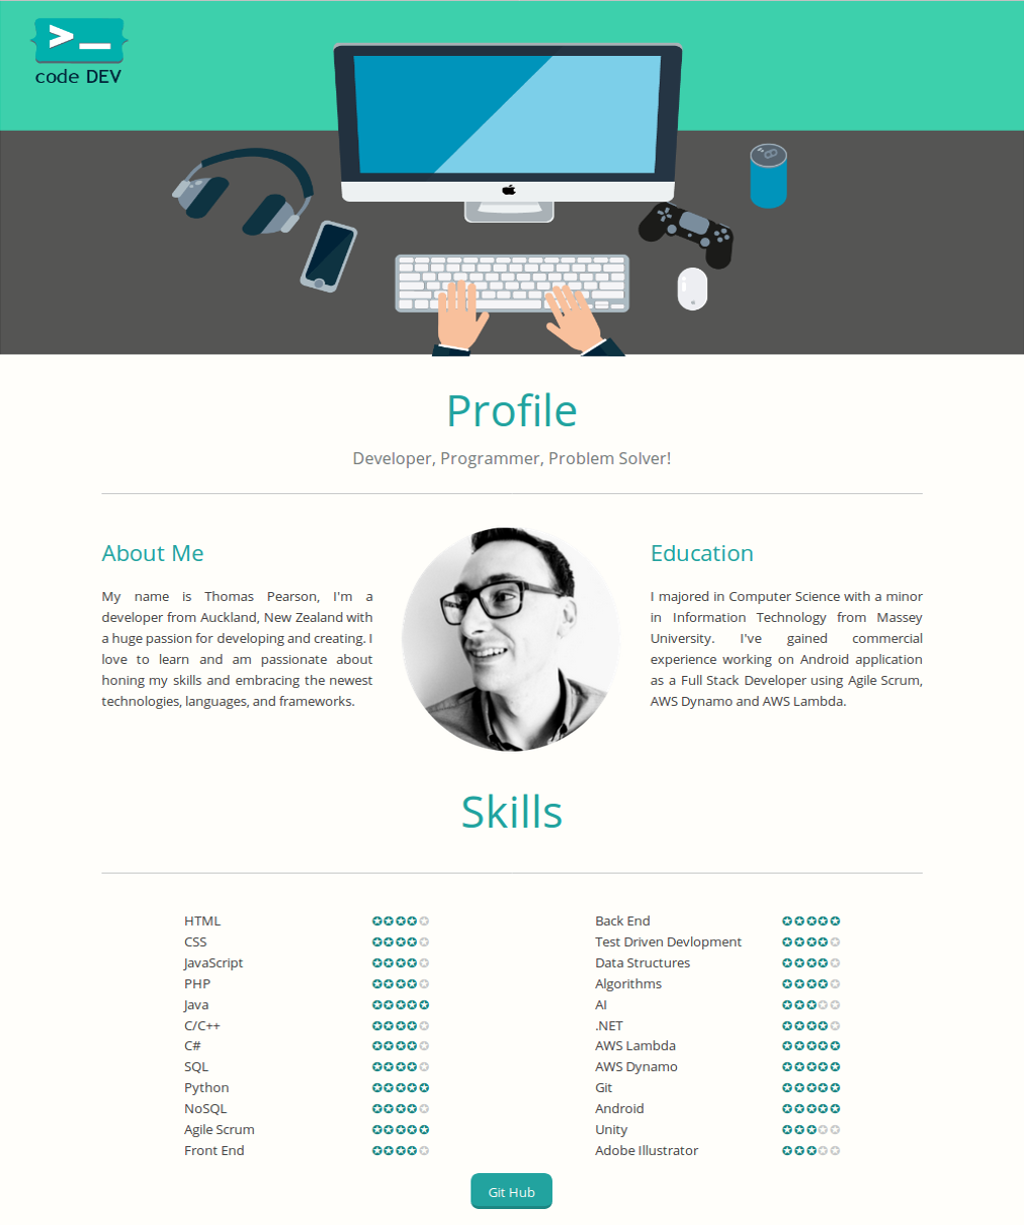 >_
code DEV
Profile
Developer, Programmer, Problem Solver!
About Me
My name is Thomas Pearson, I'm a
developer from Auckland, New Zealand with
a huge passion for developing and creating. I
love to learn and am passionate about
honing my skills and embracing the newest
technologies, languages, and frameworks.
Education
I majored in Computer Science with a minor
in Information Technology from Massey
University. I've gained commercial
experience working on Android application
as a Full Stack Developer using Agile Scrum,
AWS Dynamo and AWS Lambda.
Skills
HTML ✪✪✪✪✪
CSS ✪✪✪✪✪
JavaScript ✪✪✪✪✪
PHP ✪✪✪✪✪
Java ✪✪✪✪✪
C/C++ ✪✪✪✪✪
C# ✪✪✪✪✪
SQL ✪✪✪✪✪
Python ✪✪✪✪✪
NoSQL ✪✪✪✪✪
Agile Scrum ✪✪✪✪✪
Front End ✪✪✪✪✪
Back End ✪✪✪✪✪
Test Driven Devlopment ✪✪✪✪✪
Data Structures ✪✪✪✪✪
Algorithms ✪✪✪✪✪
AI ✪✪✪✪✪
.NET ✪✪✪✪✪
AWS Lambda ✪✪✪✪✪
AWS Dynamo ✪✪✪✪✪
Git ✪✪✪✪✪
Android ✪✪✪✪✪
Unity ✪✪✪✪✪
Adobe Illustrator ✪✪✪✪✪
Git Hub